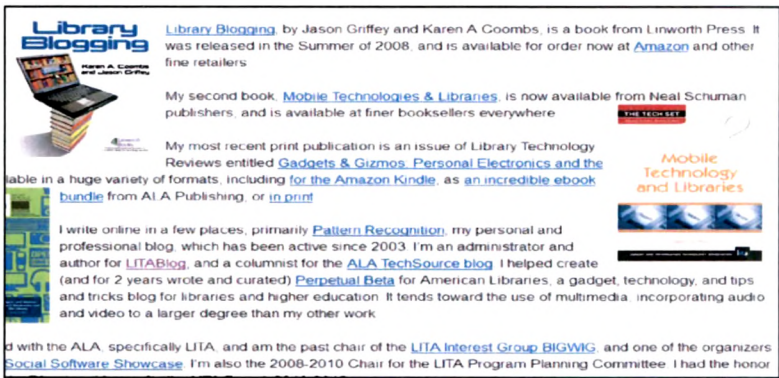 Library
Blogging
Karen A. Coombs
and Jason Griffey
Library Blogging, by Jason Griffey and Karen A Coombs, is a book from Linworth Press. It
was released in the Summer of 2008, and is available for order now at Amazon and other
fine retailers
My second book, Mobile Technologies & Libraries, is now available from Neal Schuman
publishers, and is available at finer booksellers everywhere
THE TECH SET
Mobile
Technology
and Libraries
My most recent print publication is an issue of Library Technology
Reviews entitled Gadgets & Gizmos: Personal Electronics and the
lable in a huge variety of formats, including for the Amazon Kindle, as an incredible ebook
bundle from ALA Publishing, or in print
I write online in a few places, primarily Pattern Recognition, my personal and
professional blog, which has been active since 2003. I'm an administrator and
author for LITABlog, and a columnist for the ALA TechSource blog. I helped create
(and for 2 years wrote and curated) Perpetual Beta for American Libraries, a gadget, technology, and tips
and tricks blog for libraries and higher education. It tends toward the use of multimedia, incorporating audio
and video to a larger degree than my other work
d with the ALA, specifically LITA, and am the past chair of the LITA Interest Group BIGWIG, and one of the organizers
Social Software Showcase. I'm also the 2008-2010 Chair for the LITA Program Planning Committee. I had the honor